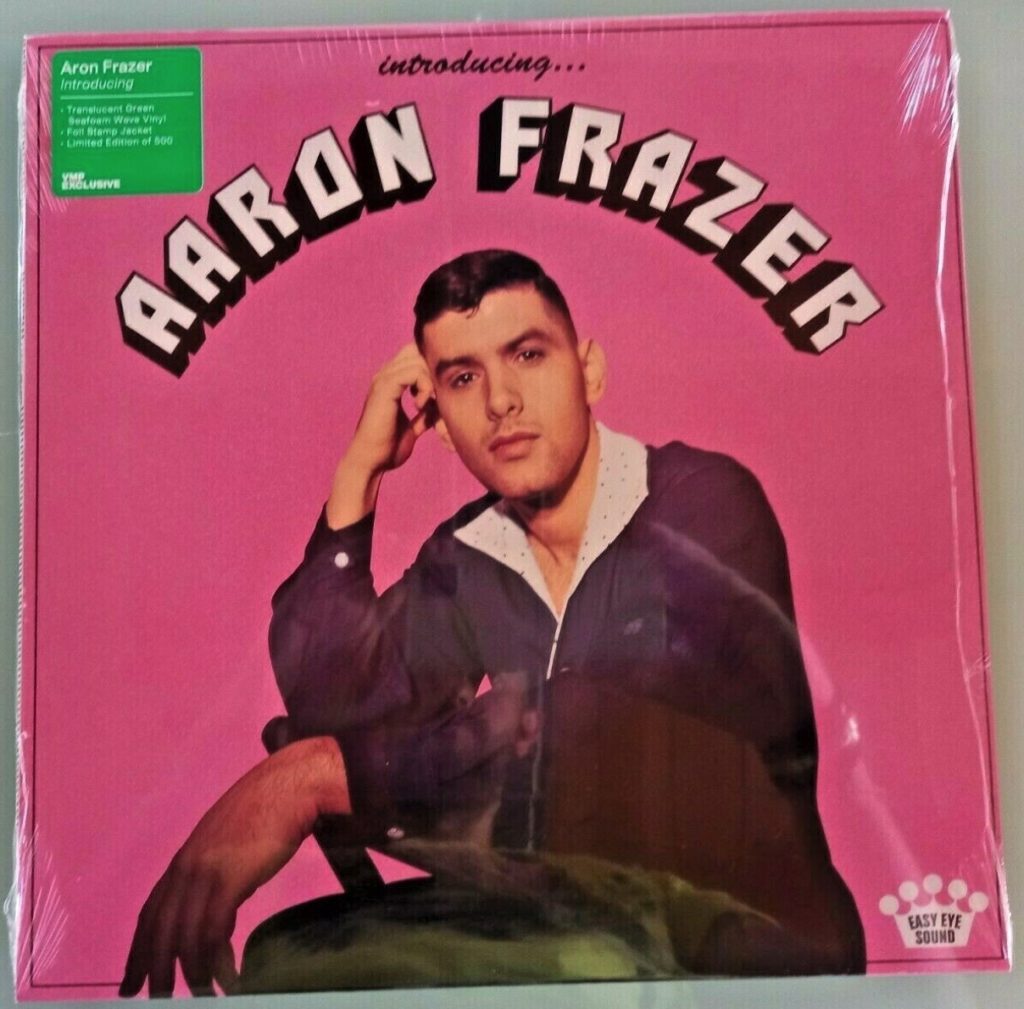 introducing...
AARON FRAZER
Aron Frazer
Introducing
• Translucent Green
Seafoam Wave Vinyl
• Foil Stamp Jacket
• Limited Edition of 500
VMP
EXCLUSIVE
EASY EYE
SOUND